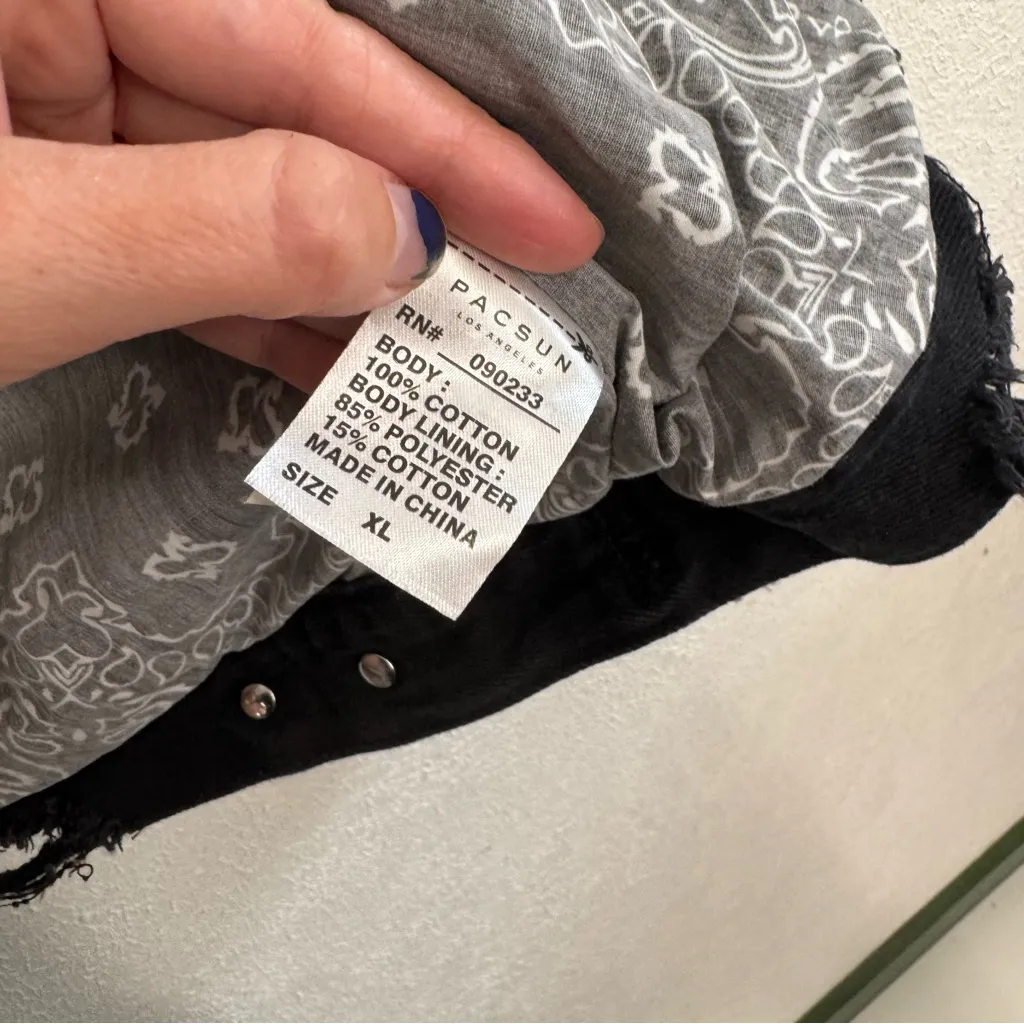 PACSUN
LOS ANGELES
RN# 090233
BODY :
100% COTTON
BODY LINING :
85% POLYESTER
15% COTTON
MADE IN CHINA
SIZE XL